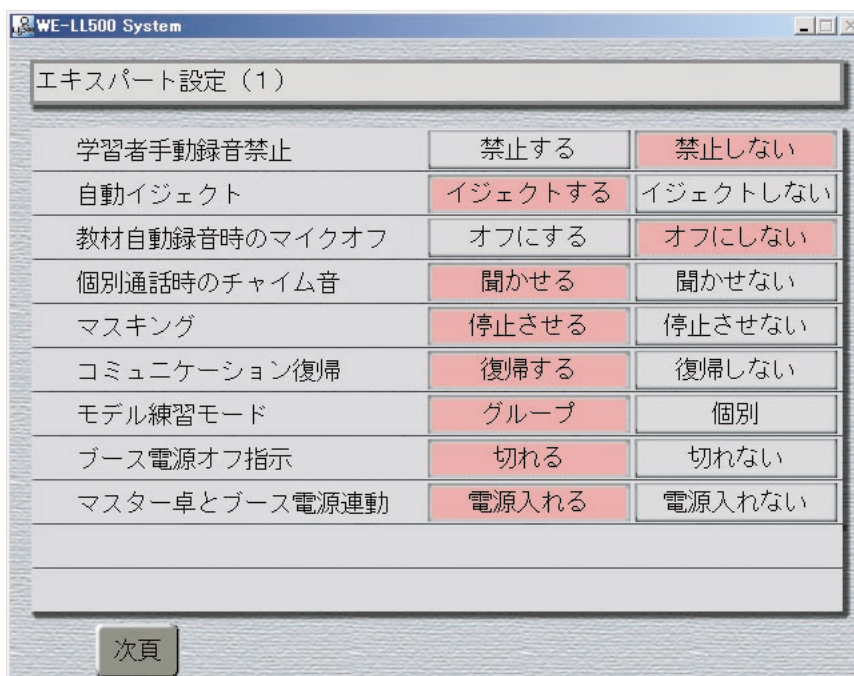 WE-LL500 System
エキスパート設定（1）
学習者手動録音禁止 禁止する 禁止しない
自動イジェクト イジェクトする イジェクトしない
教材自動録音時のマイクオフ オフにする オフにしない
個別通話時のチャイム音 聞かせる 聞かせない
マスキング 停止させる 停止させない
コミュニケーション復帰 復帰する 復帰しない
モデル練習モード グループ 個別
ブース電源オフ指示 切れる 切れない
マスター卓とブース電源連動 電源入れる 電源入れない
次頁